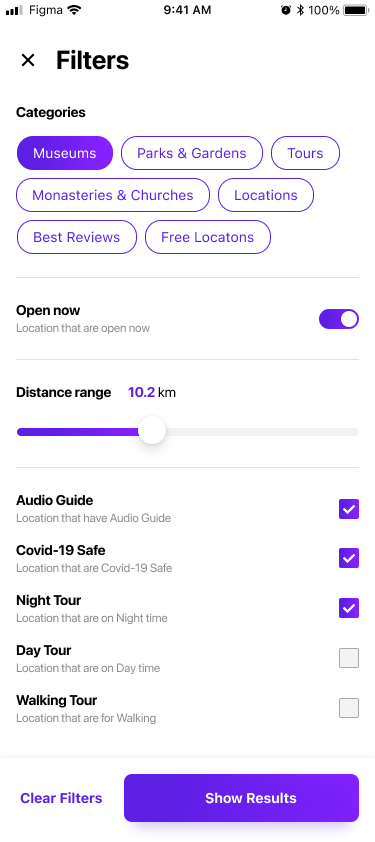 Figma 9:41 AM 100%
Filters
Categories
Museums Parks & Gardens Tours
Monasteries & Churches Locations
Best Reviews Free Locatons
Open now
Location that are open now
Distance range 10.2 km
Audio Guide
Location that have Audio Guide
Covid-19 Safe
Location that are Covid-19 Safe
Night Tour
Location that are on Night time
Day Tour
Location that are on Day time
Walking Tour
Location that are for Walking
Clear Filters Show Results